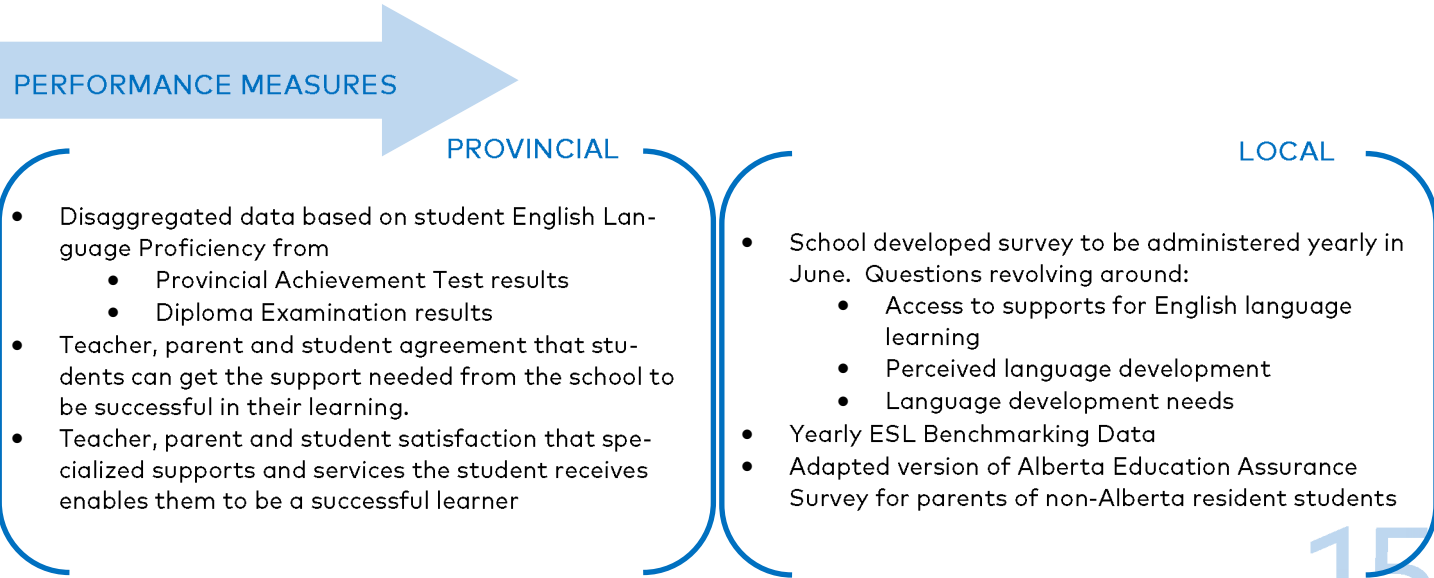 PERFORMANCE MEASURES
PROVINCIAL
• Disaggregated data based on student English Lan-
guage Proficiency from
• Provincial Achievement Test results
• Diploma Examination results
• Teacher, parent and student agreement that stu-
dents can get the support needed from the school to
be successful in their learning.
• Teacher, parent and student satisfaction that spe-
cialized supports and services the student receives
enables them to be a successful learner
LOCAL
• School developed survey to be administered yearly in
June.  Questions revolving around:
• Access to supports for English language
learning
• Perceived language development
• Language development needs
• Yearly ESL Benchmarking Data
• Adapted version of Alberta Education Assurance
Survey for parents of non-Alberta resident students
15